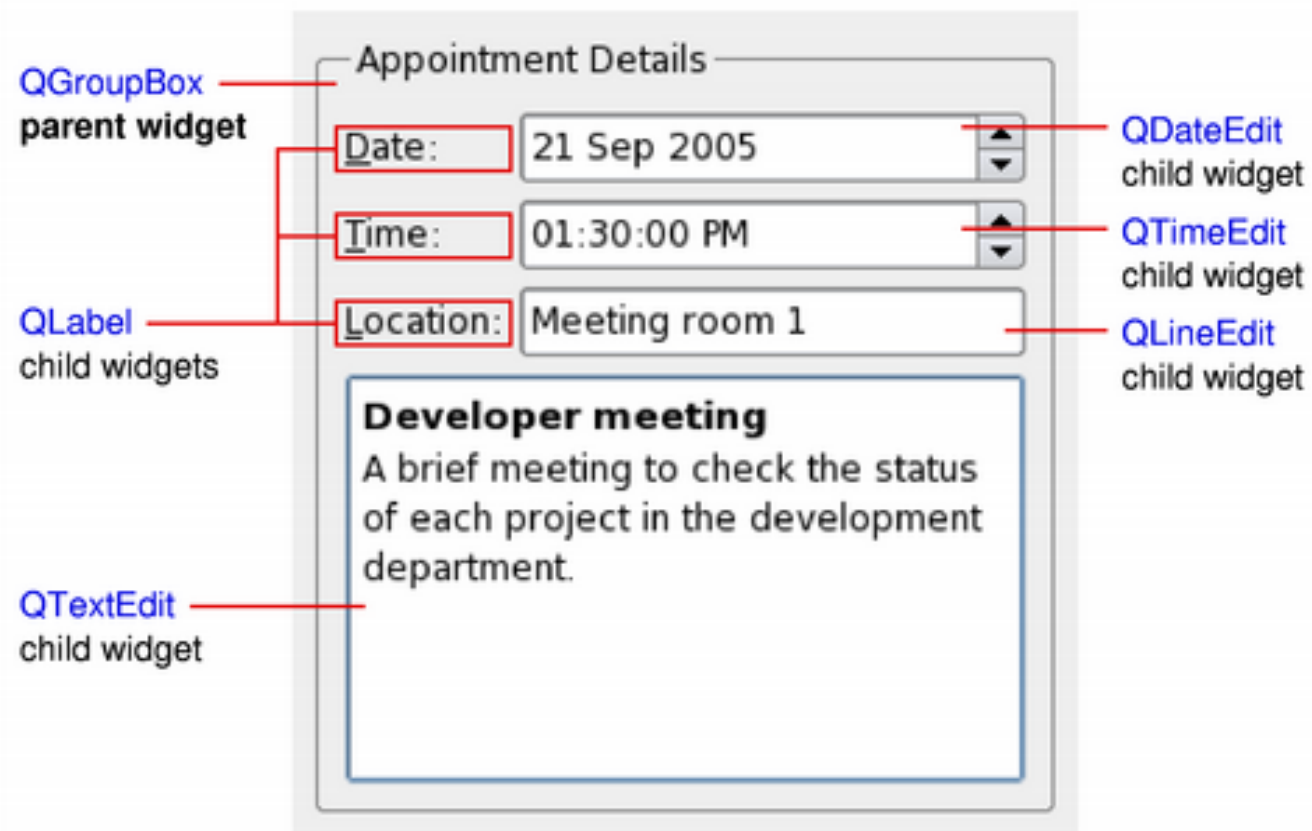 Appointment Details
QGroupBox
parent widget
Date:
21 Sep 2005
QDateEdit
child widget
Time:
01:30:00 PM
QTimeEdit
child widget
QLabel
child widgets
Location:
Meeting room 1
QLineEdit
child widget
Developer meeting
A brief meeting to check the status
of each project in the development
department.
QTextEdit
child widget